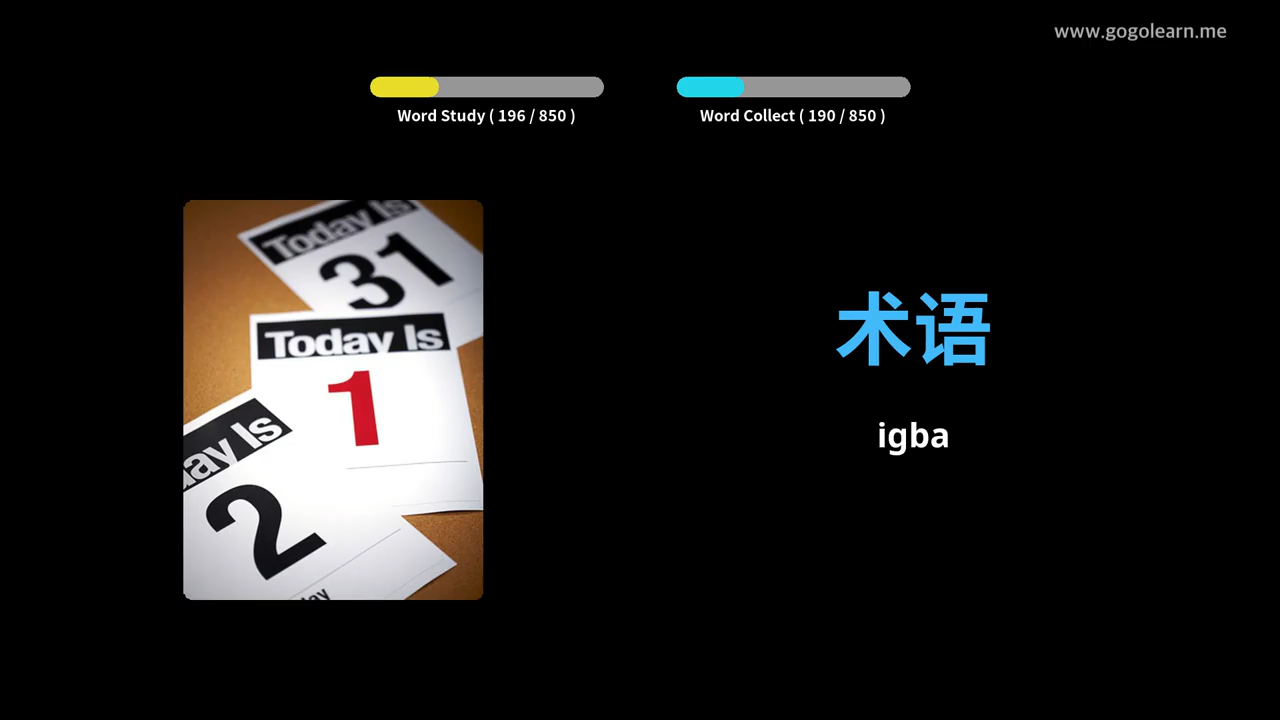 www.gogolearn.me
Word Study ( 196 / 850 )
Word Collect ( 190 / 850 )
Today Is
31
Today Is
1
ay Is
2
术语
igba